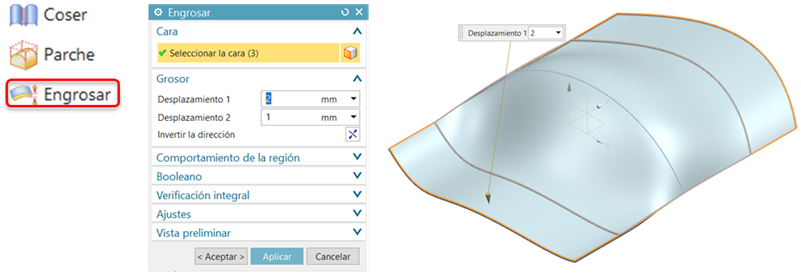 Coser
Parche
Engrosar
Engrosar
Cara
Seleccionar la cara (3)
Grosor
Desplazamiento 1 2 mm
Desplazamiento 2 1 mm
Invertir la dirección
Comportamiento de la región
Booleano
Verificación integral
Ajustes
Vista preliminar
< Aceptar > Aplicar Cancelar
Desplazamiento 1 2